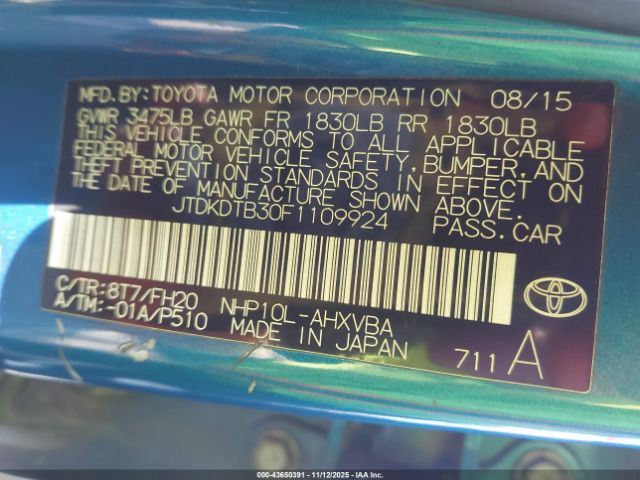 MFD.BY:TOYOTA MOTOR CORPORATION 08/15
GVWR 3475LB GAWR FR 1830LB RR 1830LB
THIS VEHICLE CONFORMS TO ALL APPLICABLE
FEDERAL MOTOR VEHICLE SAFETY, BUMPER, AND
THEFT PREVENTION STANDARDS IN EFFECT ON
THE DATE OF MANUFACTURE SHOWN ABOVE.
JTDKDTB30F1109924 PASS.CAR
C/TR:8T7/FH20 NHP10L-AHXVBA
A/TM:-01A/P510 MADE IN JAPAN
711 A
000-43650391 - 11/12/2025 - IAA Inc.